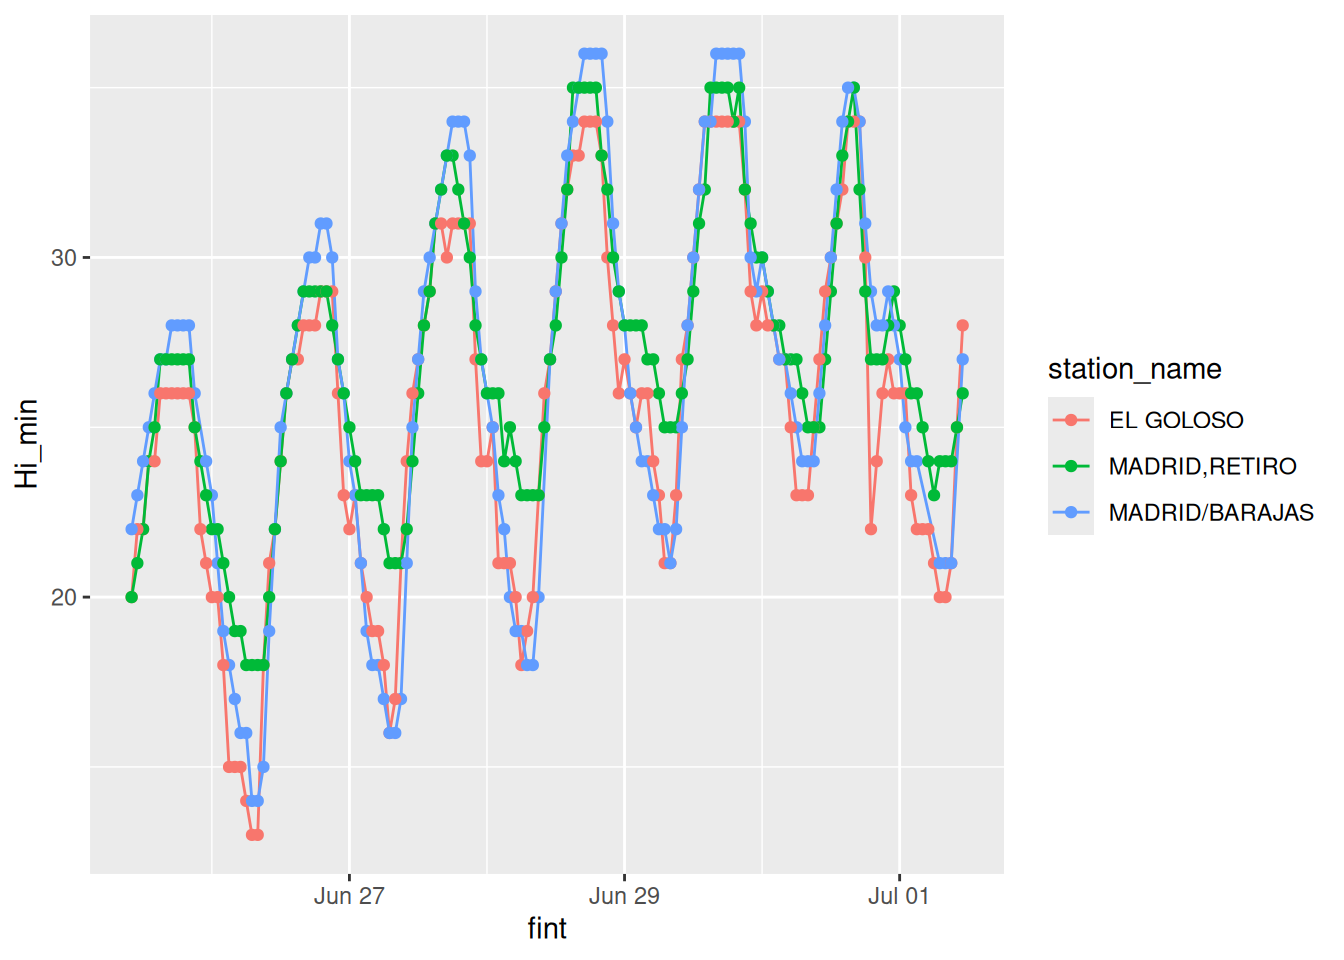 Hi_min
30
20
Jun 27
Jun 29
Jul 01
fint
station_name
EL GOLOSO
MADRID,RETIRO
MADRID/BARAJAS